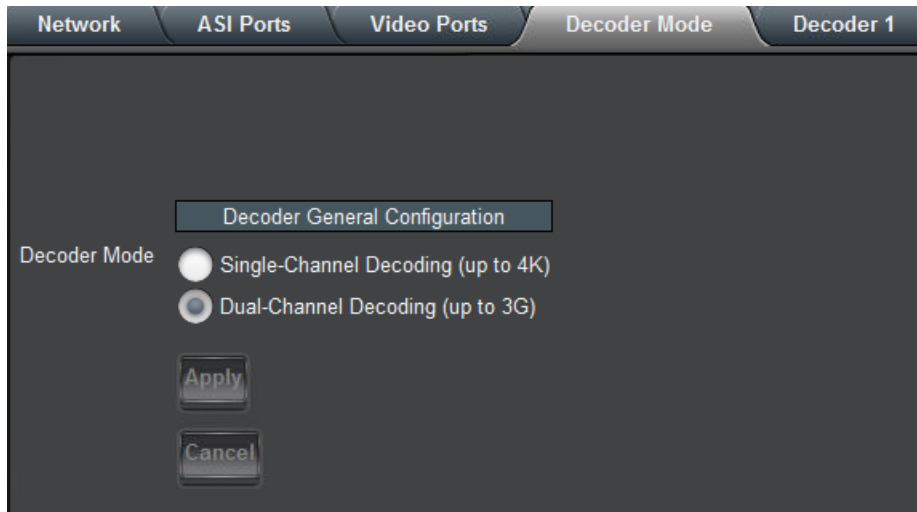 Network ASI Ports Video Ports Decoder Mode Decoder 1
Decoder General Configuration
Decoder Mode
Single-Channel Decoding (up to 4K)
Dual-Channel Decoding (up to 3G)
Apply
Cancel